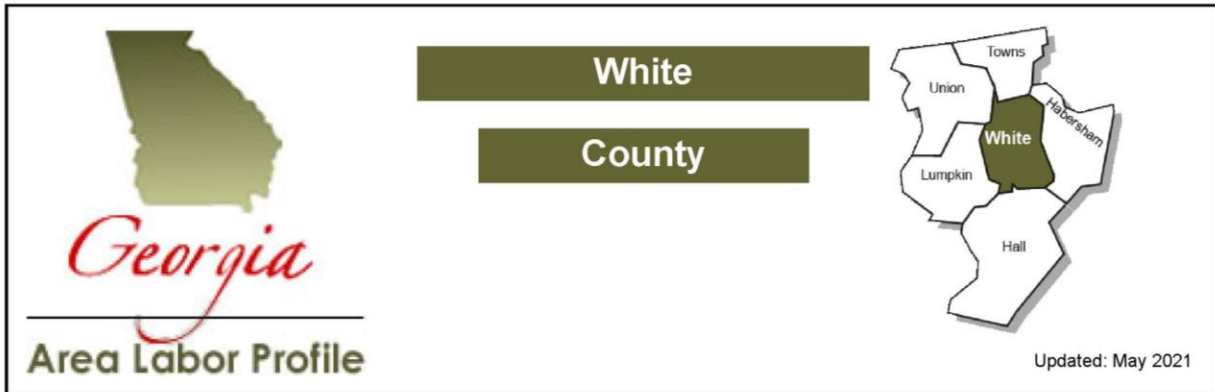 Georgia
Area Labor Profile
White
County
Towns
Union
Habersham
White
Lumpkin
Hall
Updated: May 2021